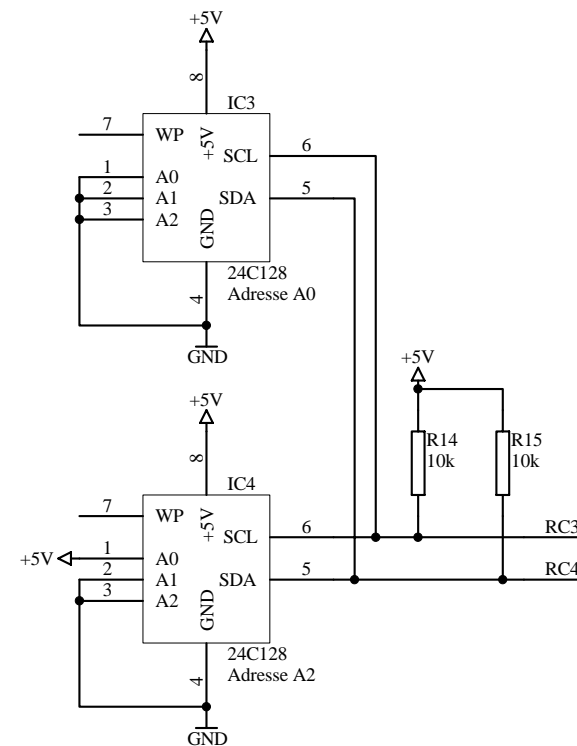 +5V
8
IC3
7
WP
+5V
SCL
6
1
A0
2
A1
SDA
5
3
A2
GND
4
24C128
Adresse A0
GND
+5V
+5V
8
R14
10k
R15
10k
IC4
7
WP
+5V
SCL
6
RC3
+5V
1
A0
2
A1
SDA
5
RC4
3
A2
GND
4
24C128
Adresse A2
GND